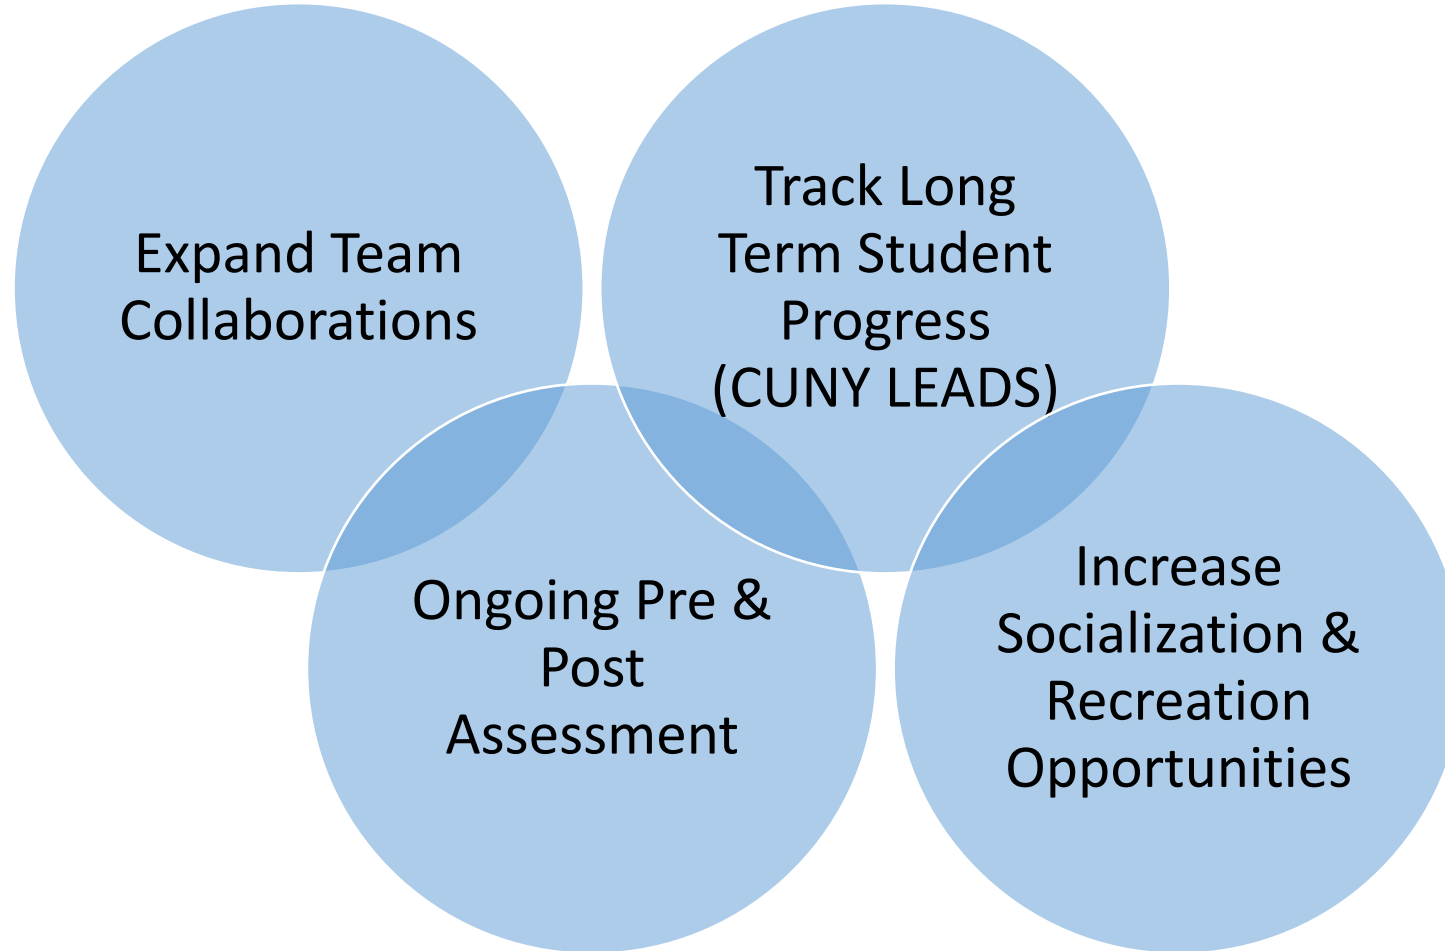 Expand Team
Collaborations
Track Long
Term Student
Progress
(CUNY LEADS)
Ongoing Pre &
Post
Assessment
Increase
Socialization &
Recreation
Opportunities